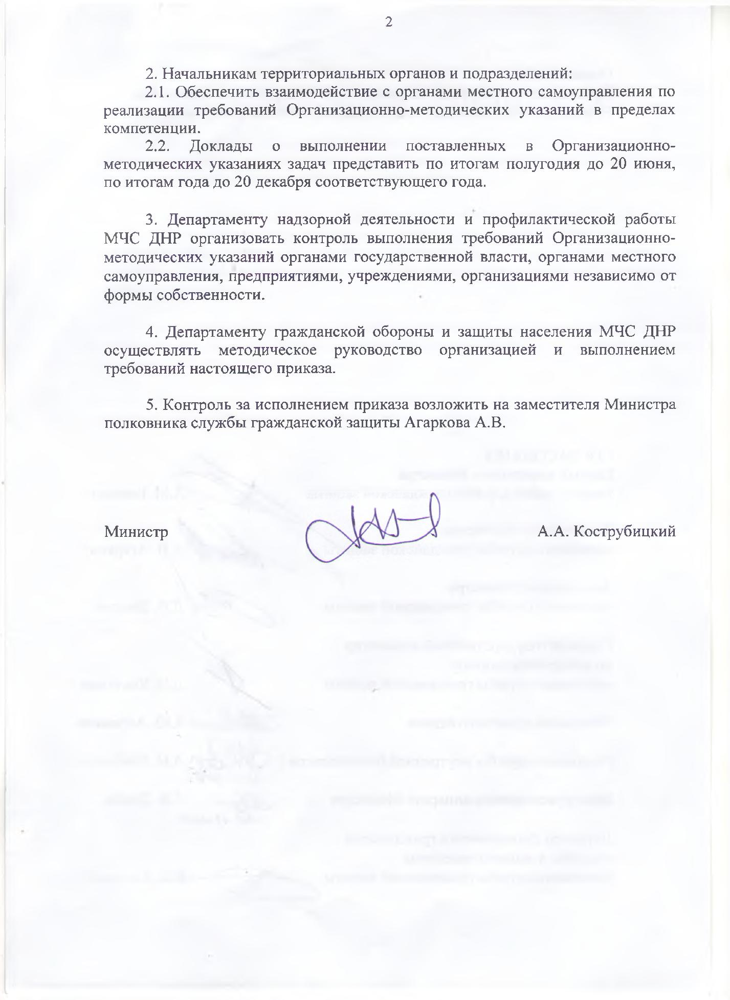 2
2. Начальникам территориальных органов и подразделений:
2.1. Обеспечить взаимодействие с органами местного самоуправления по
реализации требований Организационно-методических указаний в пределах
компетенции.
2.2. Доклады о выполнении поставленных в Организационно-
методических указаниях задач представить по итогам полугодия до 20 июня,
по итогам года до 20 декабря соответствующего года.
3. Департаменту надзорной деятельности и профилактической работы
МЧС ДНР организовать контроль выполнения требований Организационно-
методических указаний органами государственной власти, органами местного
самоуправления, предприятиями, учреждениями, организациями независимо от
формы собственности.
4. Департаменту гражданской обороны и защиты населения МЧС ДНР
осуществлять методическое руководство организацией и выполнением
требований настоящего приказа.
5. Контроль за исполнением приказа возложить на заместителя Министра
полковника службы гражданской защиты Агаркова А.В.
Министр А.А. Кострубицкий